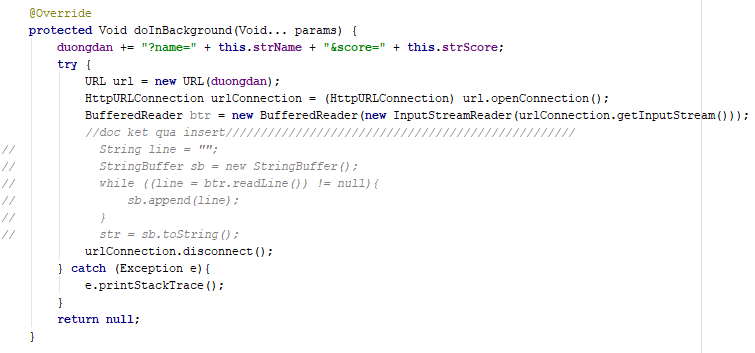 @Override
protected Void doInBackground(Void... params) {
duongdan += "?name=" + this.strName + "&score=" + this.strScore;
try {
URL url = new URL(duongdan);
HttpURLConnection urlConnection = (HttpURLConnection) url.openConnection();
BufferedReader btr = new BufferedReader(new InputStreamReader(urlConnection.getInputStream()));
//doc ket qua insert//////////////////////////////////////////////////
// String line = "";
// StringBuffer sb = new StringBuffer();
// while ((line = btr.readLine()) != null){
// sb.append(line);
// }
// str = sb.toString();
urlConnection.disconnect();
} catch (Exception e){
e.printStackTrace();
}
return null;
}